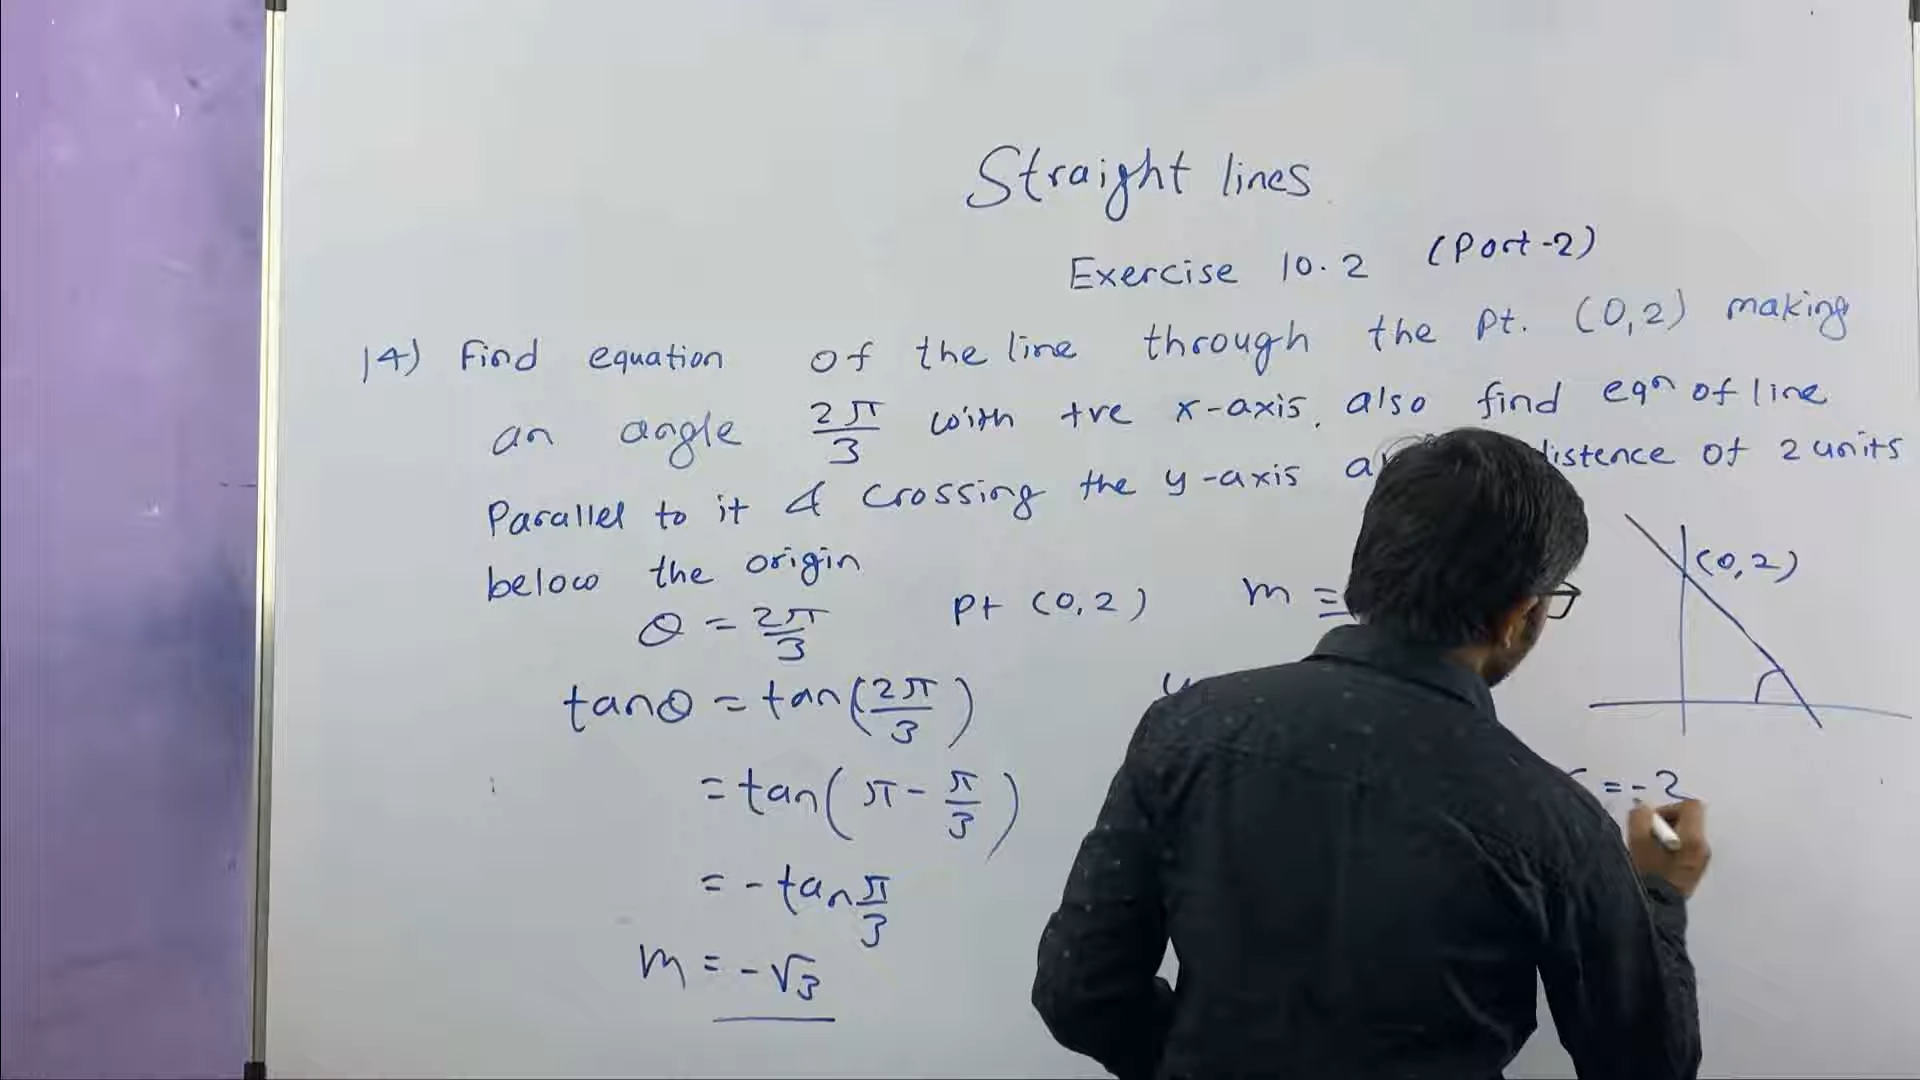 Straight lines
Exercise 10.2 (Part-2)
14) Find equation of the line through the pt. (0,2) making
an angle 2π/3 with +ve x-axis, also find eqⁿ of line
Parallel to it & crossing the y-axis distence of 2 units
below the origin
θ = 2π/3 pt (0,2) m =
(0,2)
tanθ = tan(2π/3)
= tan(π - π/3)
= -2
= - tan π/3
m = -√3